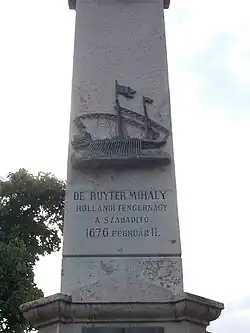 DE RUYTER MIHÁLY
HOLLANDI TENGERNAGY
A SZABADITÓ.
1676 FEBRUÁR 11.